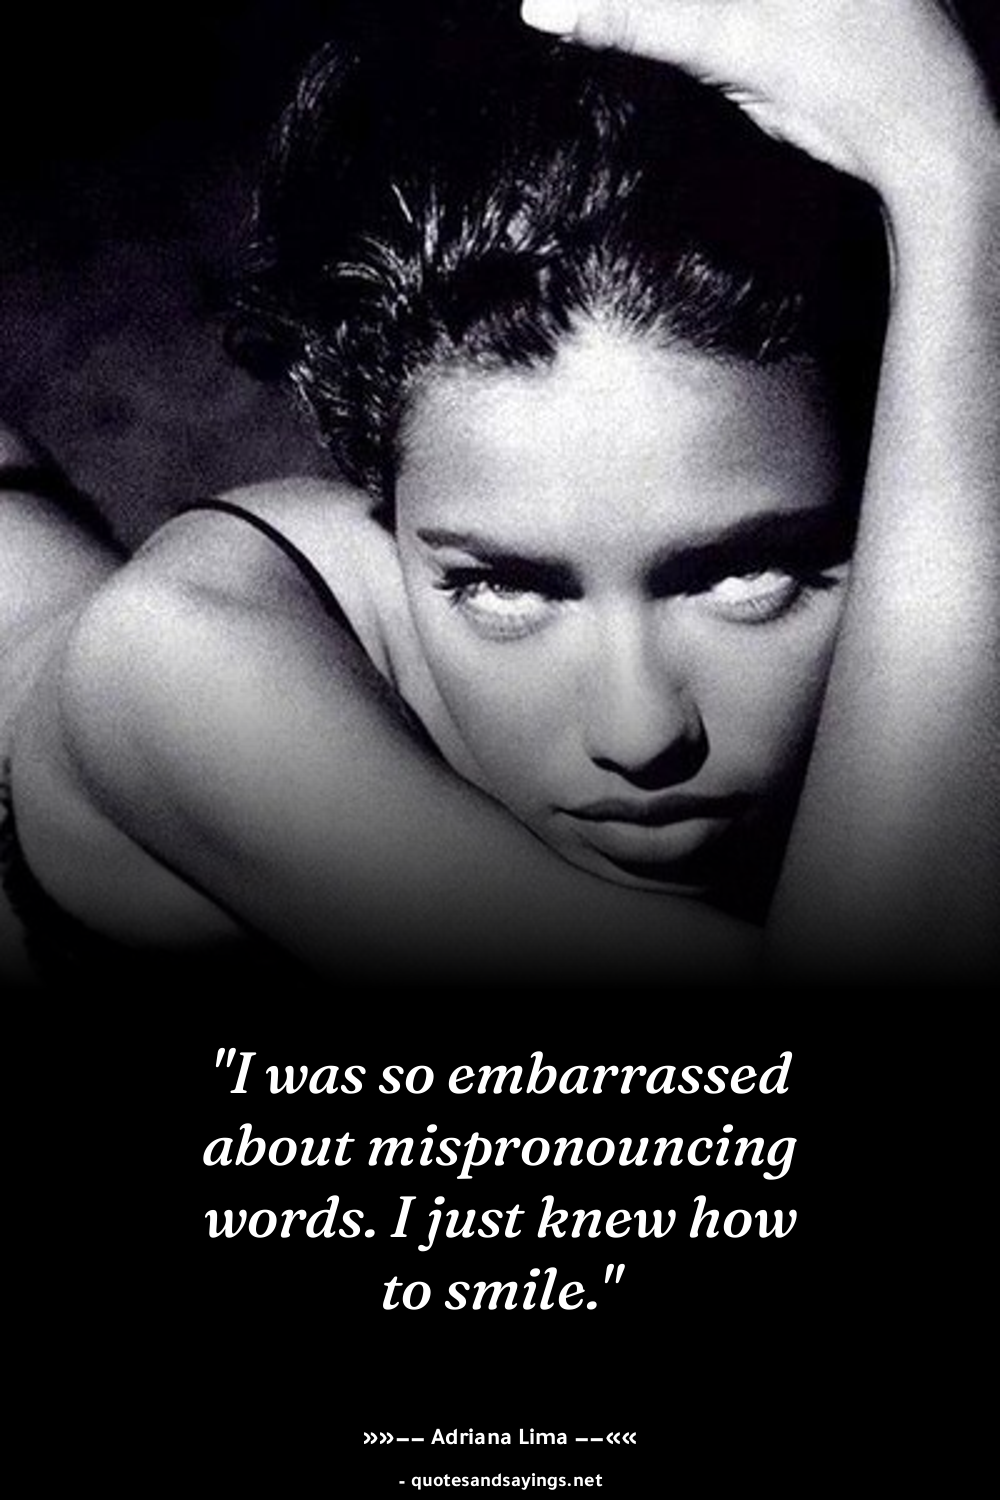 "I was so embarrassed
about mispronouncing
words. I just knew how
to smile."
»»−− Adriana Lima −−««
- quotesandsayings.net